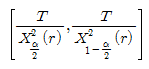 [T / X²_{α/2}(r), T / X²_{1−α/2}(r)]